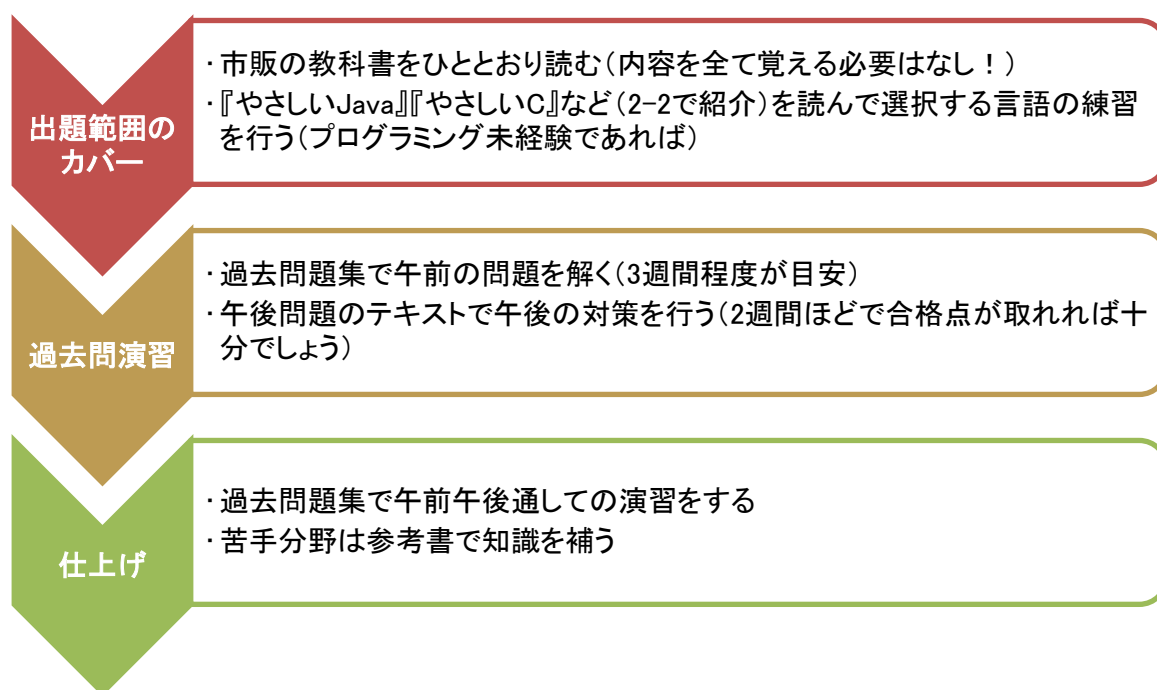 出題範囲の
カバー
・市販の教科書をひととおり読む（内容を全て覚える必要はなし！）
・『やさしいJava』『やさしいC』など（2-2で紹介）を読んで選択する言語の練習
を行う（プログラミング未経験であれば）
過去問演習
・過去問題集で午前の問題を解く（3週間程度が目安）
・午後問題のテキストで午後の対策を行う（2週間ほどで合格点が取れれば十
分でしょう）
仕上げ
・過去問題集で午前午後通しての演習をする
・苦手分野は参考書で知識を補う